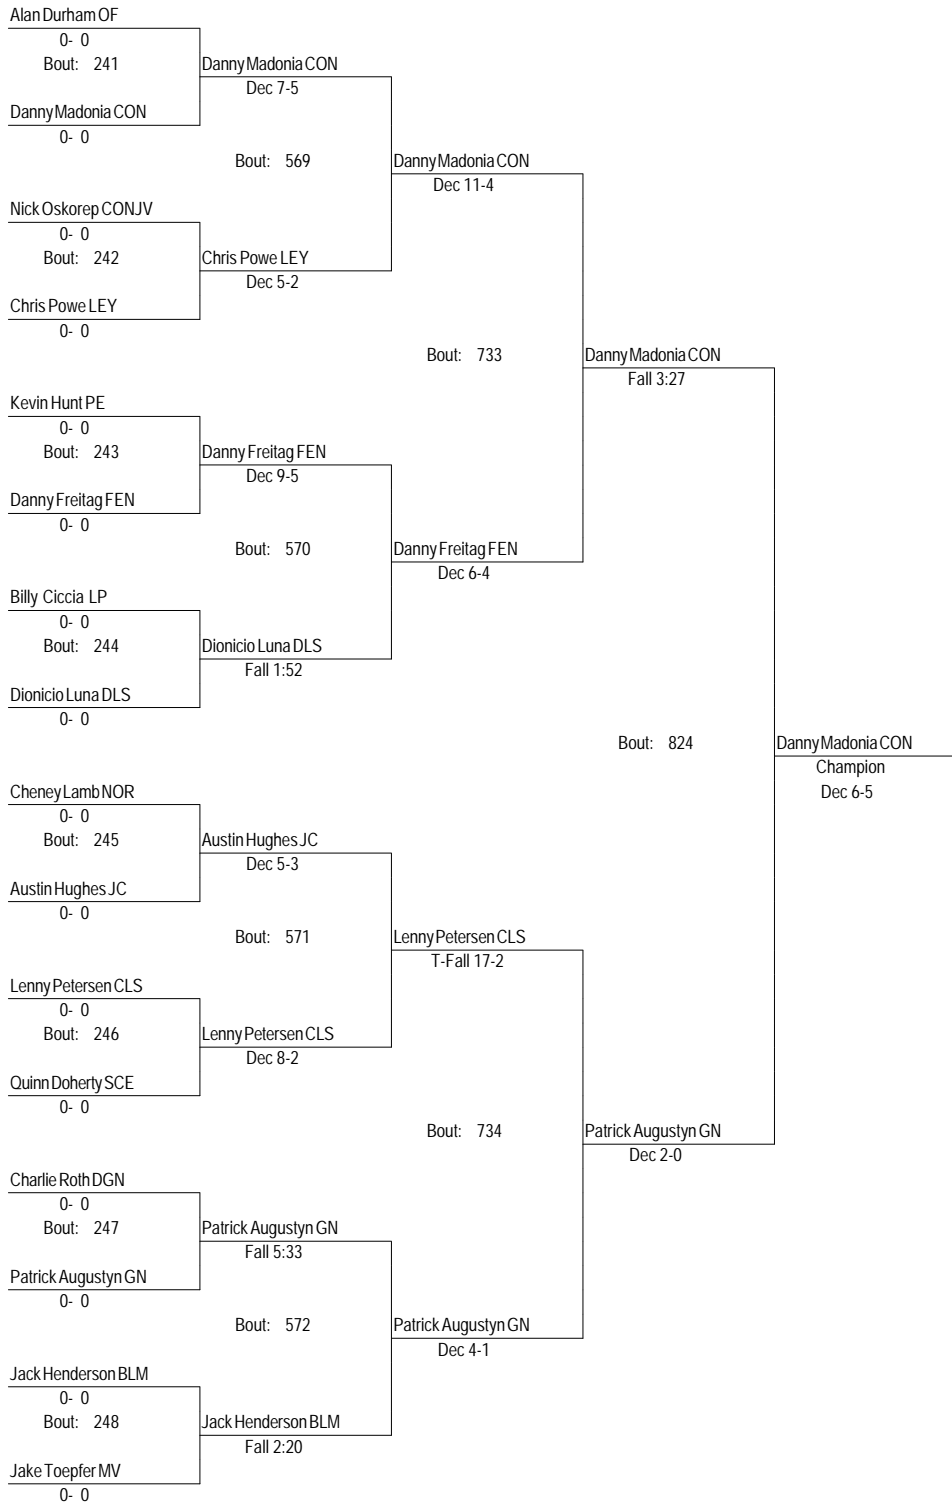 Alan Durham OF
0- 0
Bout: 241
Danny Madonia CON
Dec 7-5
Danny Madonia CON
0- 0
Bout: 569
Danny Madonia CON
Dec 11-4
Nick Oskorep CONJV
0- 0
Bout: 242
Chris Powe LEY
Dec 5-2
Chris Powe LEY
0- 0
Bout: 733
Danny Madonia CON
Fall 3:27
Kevin Hunt PE
0- 0
Bout: 243
Danny Freitag FEN
Dec 9-5
Danny Freitag FEN
0- 0
Bout: 570
Danny Freitag FEN
Dec 6-4
Billy Ciccia LP
0- 0
Bout: 244
Dionicio Luna DLS
Fall 1:52
Dionicio Luna DLS
0- 0
Bout: 824
Danny Madonia CON
Champion
Dec 6-5
Cheney Lamb NOR
0- 0
Bout: 245
Austin Hughes JC
Dec 5-3
Austin Hughes JC
0- 0
Bout: 571
Lenny Petersen CLS
T-Fall 17-2
Lenny Petersen CLS
0- 0
Bout: 246
Lenny Petersen CLS
Dec 8-2
Quinn Doherty SCE
0- 0
Bout: 734
Patrick Augustyn GN
Dec 2-0
Charlie Roth DGN
0- 0
Bout: 247
Patrick Augustyn GN
Fall 5:33
Patrick Augustyn GN
0- 0
Bout: 572
Patrick Augustyn GN
Dec 4-1
Jack Henderson BLM
0- 0
Bout: 248
Jack Henderson BLM
Fall 2:20
Jake Toepfer MV
0- 0